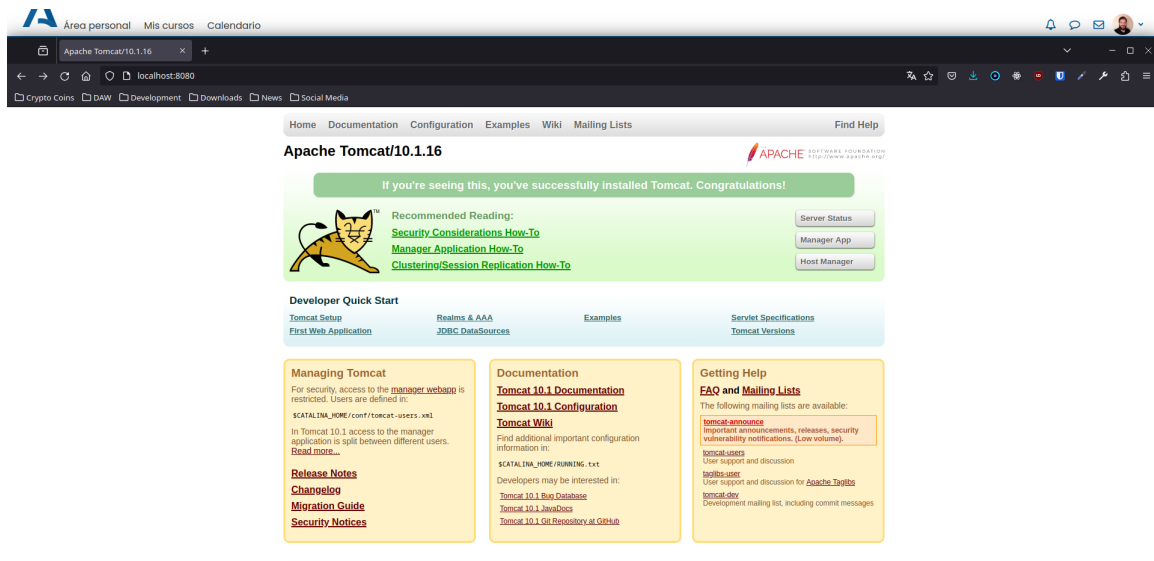 Área personal Mis cursos Calendario
Apache Tomcat/10.1.16
localhost:8080
Crypto Coins DAW Development Downloads News Social Media
Home Documentation Configuration Examples Wiki Mailing Lists Find Help
Apache Tomcat/10.1.16
APACHE SOFTWARE FOUNDATION
http://www.apache.org/
If you're seeing this, you've successfully installed Tomcat. Congratulations!
TM
Recommended Reading:
Security Considerations How-To
Manager Application How-To
Clustering/Session Replication How-To
Server Status
Manager App
Host Manager
Developer Quick Start
Tomcat Setup
First Web Application
Realms & AAA
JDBC DataSources
Examples
Servlet Specifications
Tomcat Versions
Managing Tomcat
For security, access to the manager webapp is
restricted. Users are defined in:
$CATALINA_HOME/conf/tomcat-users.xml
In Tomcat 10.1 access to the manager
application is split between different users.
Read more...
Release Notes
Changelog
Migration Guide
Security Notices
Documentation
Tomcat 10.1 Documentation
Tomcat 10.1 Configuration
Tomcat Wiki
Find additional important configuration
information in:
$CATALINA_HOME/RUNNING.txt
Developers may be interested in:
Tomcat 10.1 Bug Database
Tomcat 10.1 JavaDocs
Tomcat 10.1 Git Repository at GitHub
Getting Help
FAQ and Mailing Lists
The following mailing lists are available:
tomcat-announce
Important announcements, releases, security
vulnerability notifications. (Low volume).
tomcat-users
User support and discussion
taglibs-user
User support and discussion for Apache Taglibs
tomcat-dev
Development mailing list, including commit messages